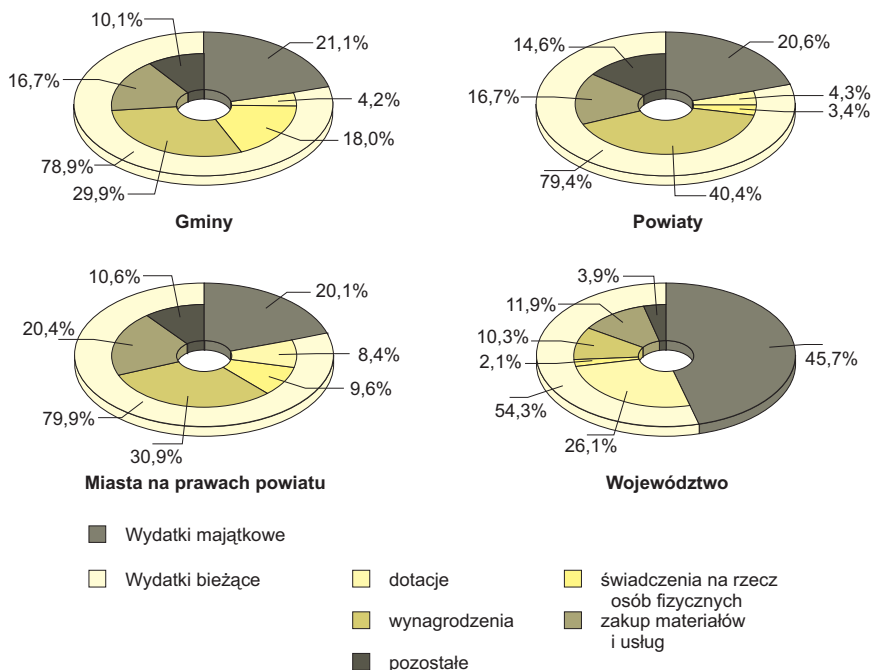 10,1%
21,1%
16,7%
4,2%
18,0%
78,9%
29,9%
Gminy
14,6%
20,6%
16,7%
4,3%
3,4%
79,4%
40,4%
Powiaty
10,6%
20,1%
20,4%
8,4%
9,6%
79,9%
30,9%
Miasta na prawach powiatu
3,9%
11,9%
10,3%
2,1%
45,7%
54,3%
26,1%
Województwo
Wydatki majątkowe
Wydatki bieżące
dotacje
wynagrodzenia
pozostałe
świadczenia na rzecz
osób fizycznych
zakup materiałów
i usług